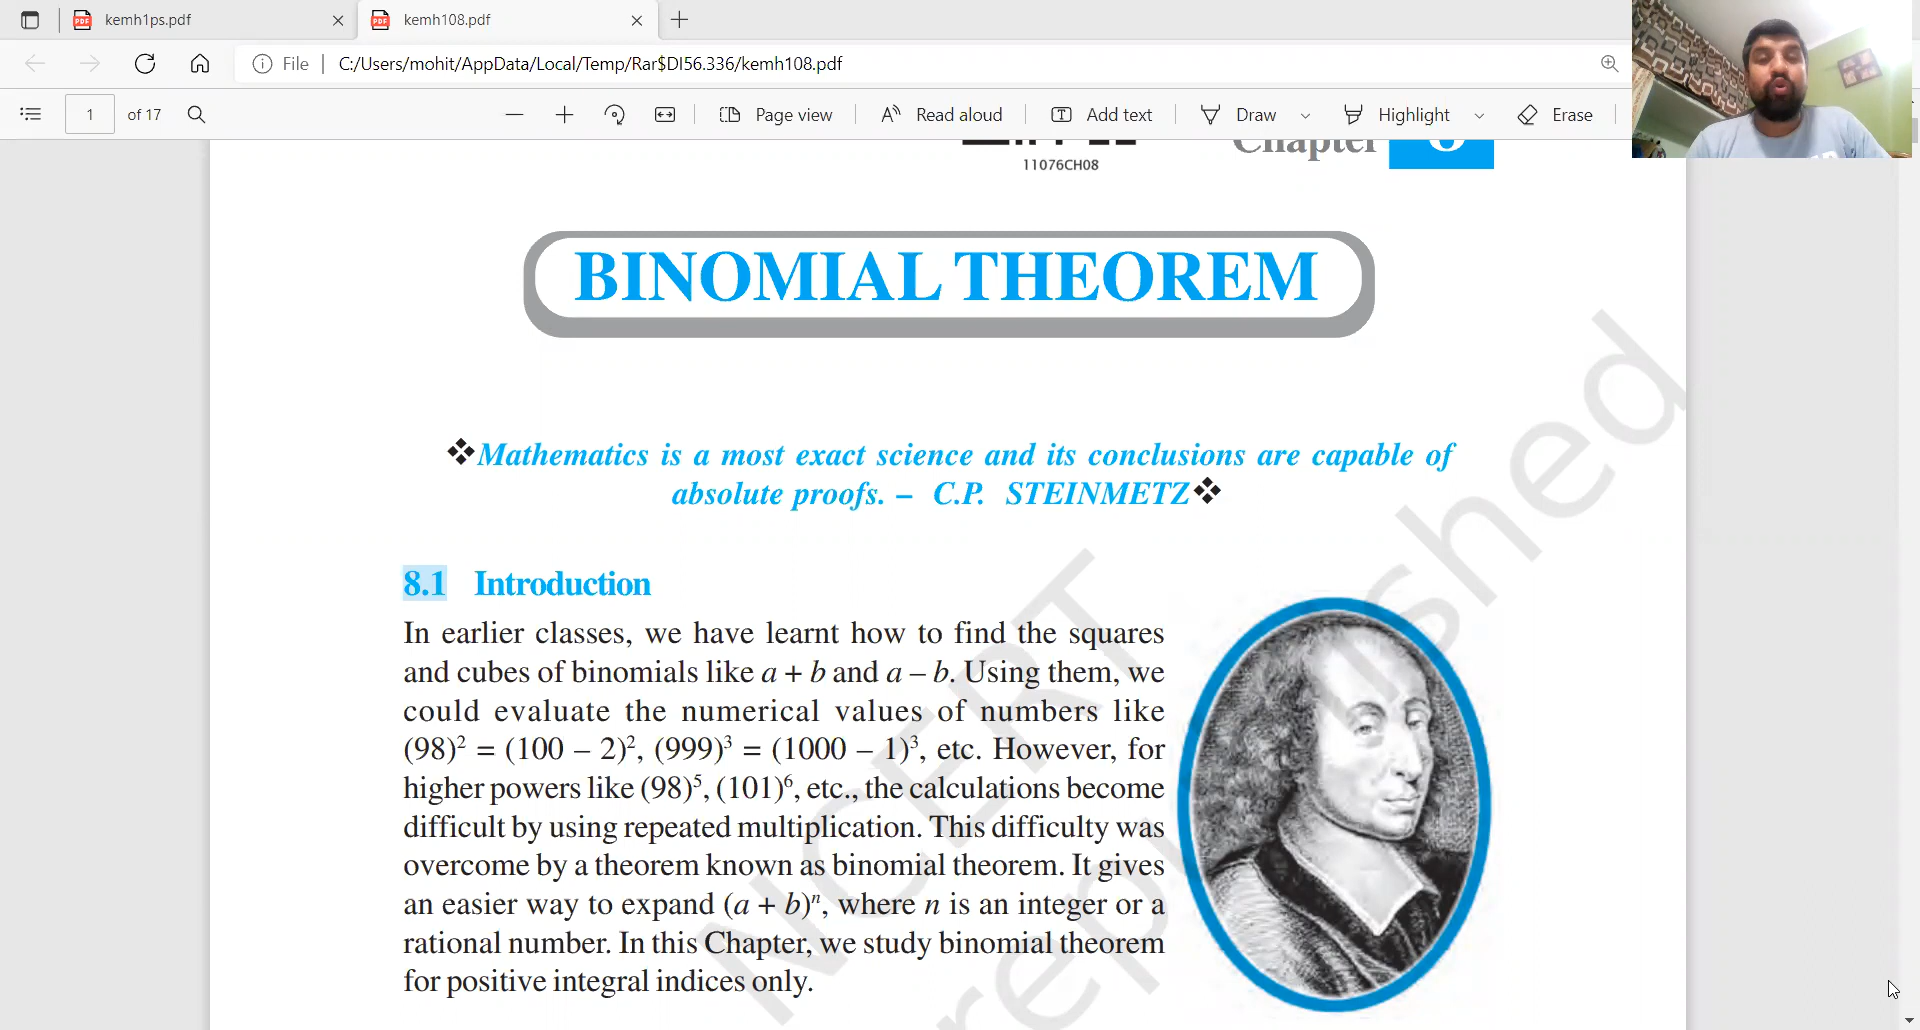 kemh1ps.pdf
kemh108.pdf
File
C:/Users/mohit/AppData/Local/Temp/Rar$DI56.336/kemh108.pdf
1 of 17
Page view
Read aloud
Add text
Draw
Highlight
Erase
Chapter 8
11076CH08
BINOMIAL THEOREM
❖Mathematics is a most exact science and its conclusions are capable of
absolute proofs. – C.P. STEINMETZ❖
8.1 Introduction
In earlier classes, we have learnt how to find the squares
and cubes of binomials like a + b and a – b. Using them, we
could evaluate the numerical values of numbers like
(98)² = (100 – 2)², (999)³ = (1000 – 1)³, etc. However, for
higher powers like (98)⁵, (101)⁶, etc., the calculations become
difficult by using repeated multiplication. This difficulty was
overcome by a theorem known as binomial theorem. It gives
an easier way to expand (a + b)ⁿ, where n is an integer or a
rational number. In this Chapter, we study binomial theorem
for positive integral indices only.
NCERT